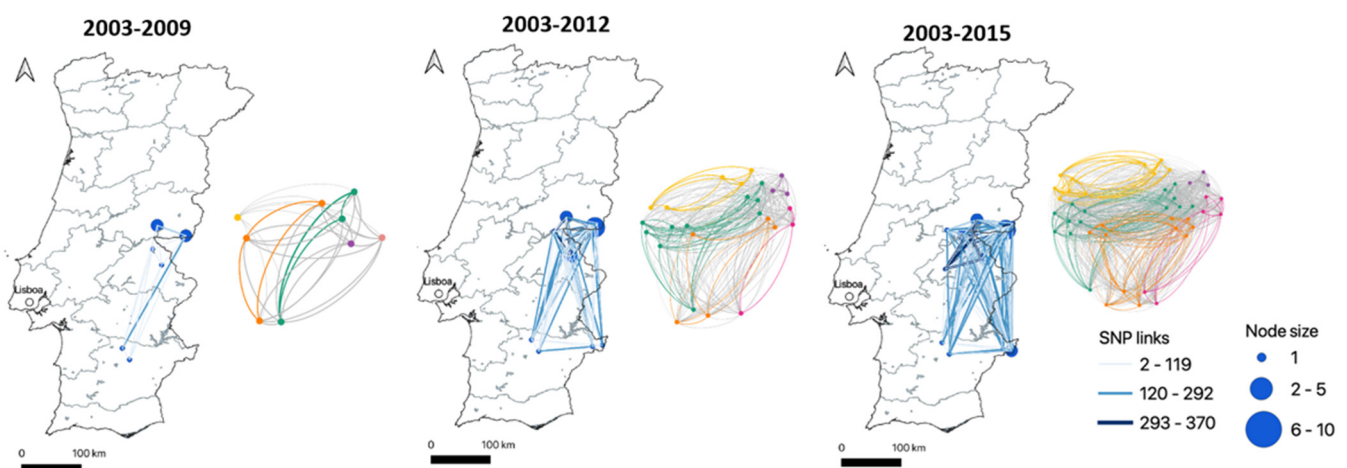 2003-2009
2003-2012
2003-2015
Lisboa
Lisboa
Lisboa
0 100 km
0 100 km
0 100 km
SNP links
2 - 119
120 - 292
293 - 370
Node size
1
2 - 5
6 - 10